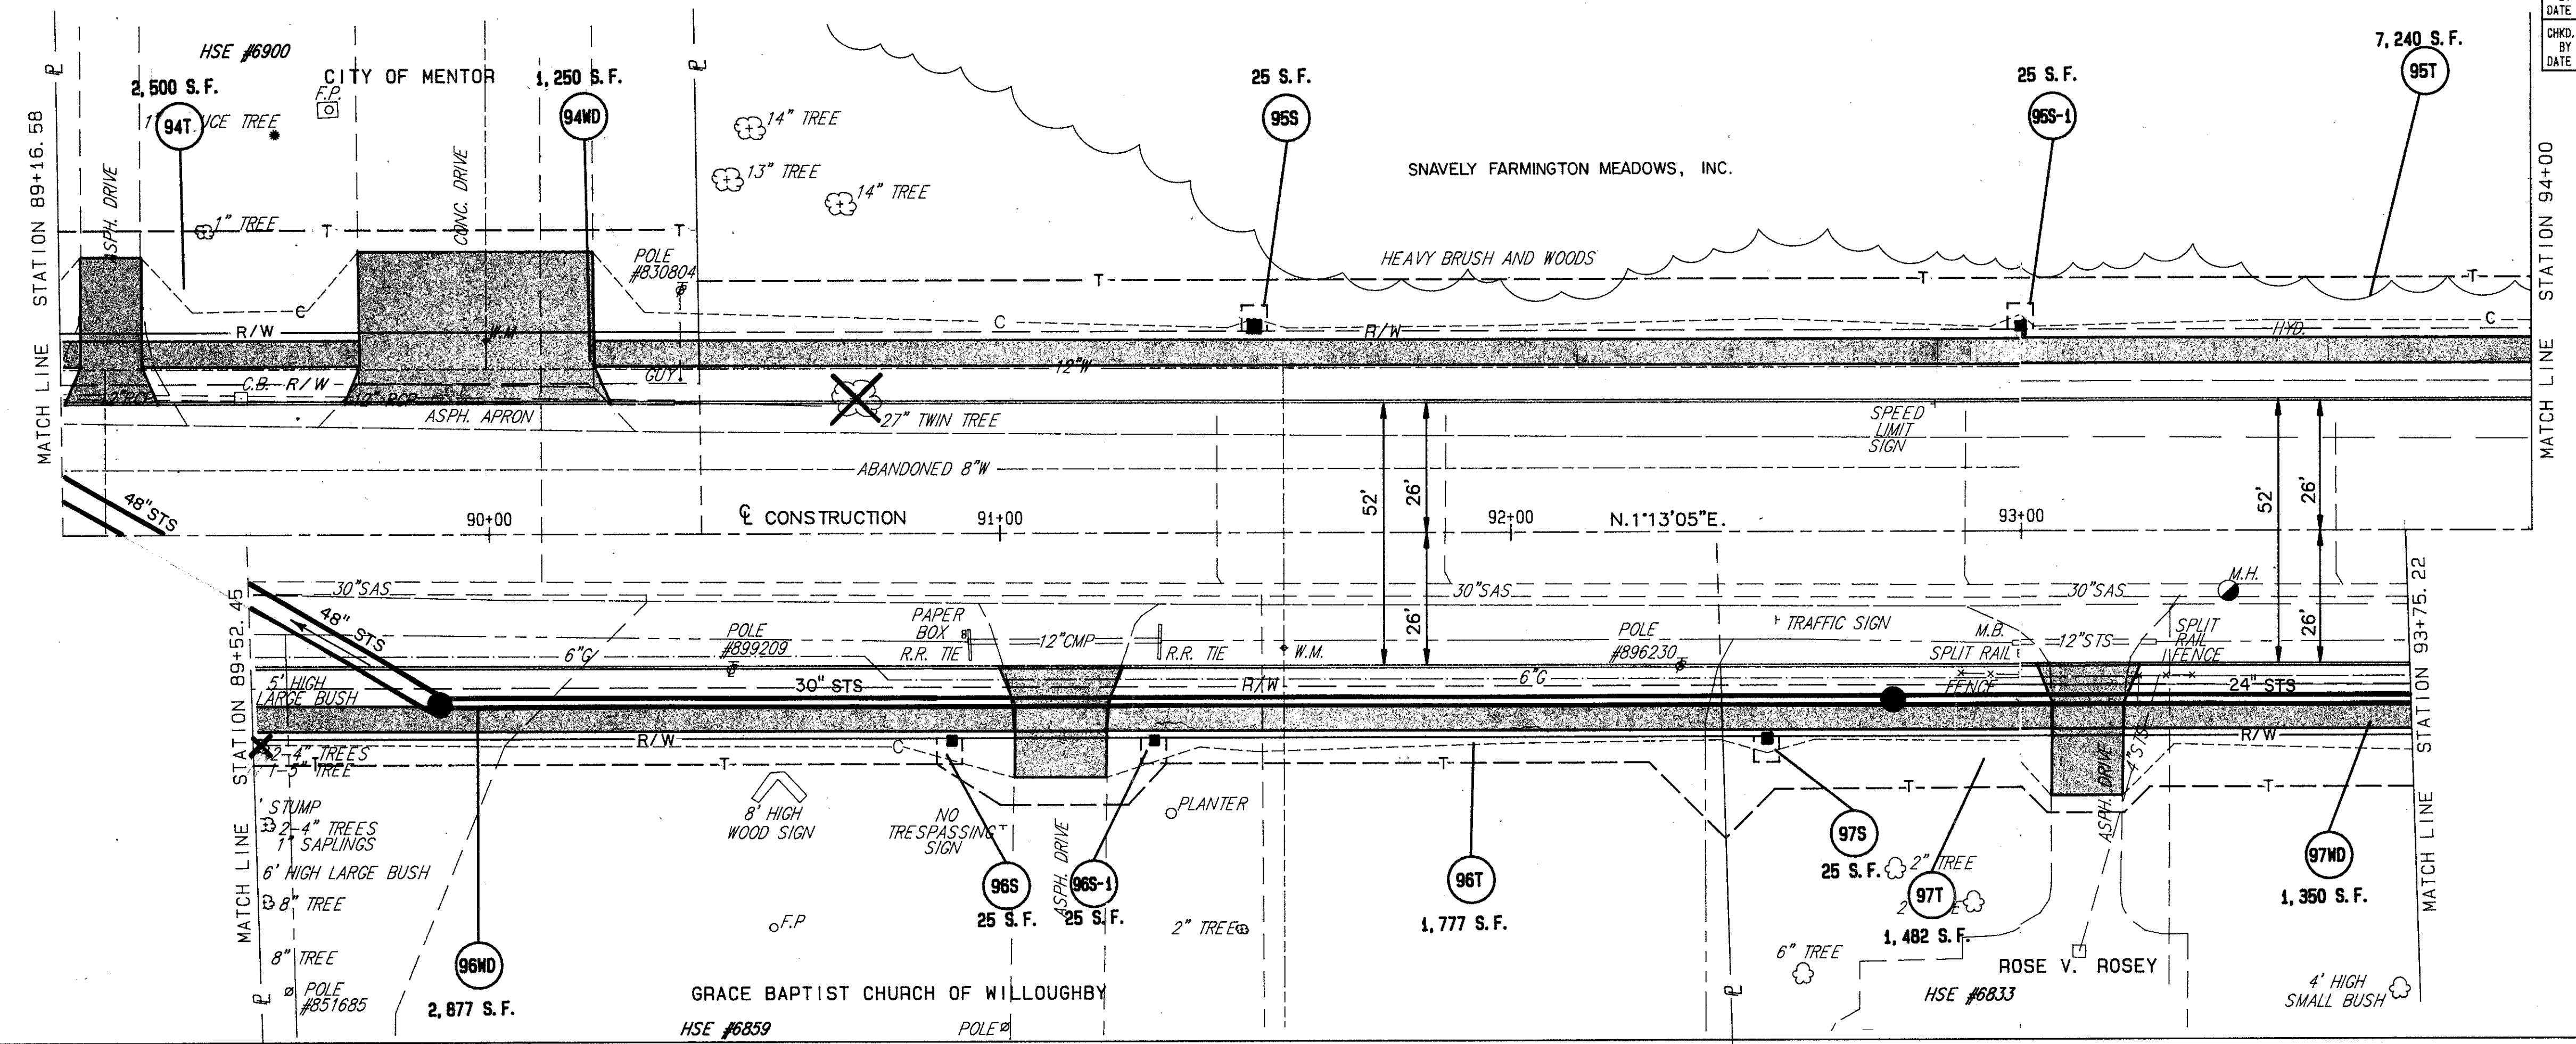 DATE
CHKD.
BY
DATE
HSE #6900
CITY OF MENTOR
F.P.
2,500 S.F.
94T
TREE
1,250 S.F.
94WD
25 S.F.
95S
25 S.F.
95S-1
7,240 S.F.
95T
14" TREE
13" TREE
14" TREE
SNAVELY FARMINGTON MEADOWS, INC.
MATCH LINE STATION 89+16.58
MATCH LINE STATION 94+00
P
P
ASPH. DRIVE
CONC. DRIVE
1" TREE
T
T
POLE
#830804
HEAVY BRUSH AND WOODS
T
T
T
C
C
C
R/W
W.M.
R/W
HYD.
12"W
C.B. R/W
GUY
12" RCP
12" RCP
ASPH. APRON
27" TWIN TREE
SPEED
LIMIT
SIGN
ABANDONED 8"W
48" STS
90+00
CL CONSTRUCTION
91+00
52'
26'
92+00
N.1°13'05"E.
93+00
52'
26'
MATCH LINE STATION 89+52.45
MATCH LINE STATION 93+75.22
30"SAS
30"SAS
30"SAS
M.H.
48" STS
6"G
POLE
#899209
PAPER
BOX
R.R. TIE
12"CMP
R.R. TIE
W.M.
26'
POLE
#896230
TRAFFIC SIGN
M.B.
SPLIT RAIL
FENCE
12"STS
SPLIT
RAIL
FENCE
26'
5' HIGH
LARGE BUSH
30" STS
R/W
6"G
24" STS
R/W
C
R/W
2-4" TREES
1-5" TREE
T
T
T
T
T
4" STS
' STUMP
2-4" TREES
1" SAPLINGS
6' HIGH LARGE BUSH
8" TREE
8" TREE
POLE
#851685
P
8' HIGH
WOOD SIGN
NO
TRESPASSING
SIGN
ASPH. DRIVE
PLANTER
ASPH. DRIVE
96S
25 S.F.
96S-1
25 S.F.
96T
1,777 S.F.
97S
25 S.F.
2" TREE
97T
1,482 S.F.
97WD
1,350 S.F.
F.P
2" TREE
6" TREE
96WD
2,877 S.F.
GRACE BAPTIST CHURCH OF WILLOUGHBY
HSE #6859
POLE
P
ROSE V. ROSEY
HSE #6833
4' HIGH
SMALL BUSH